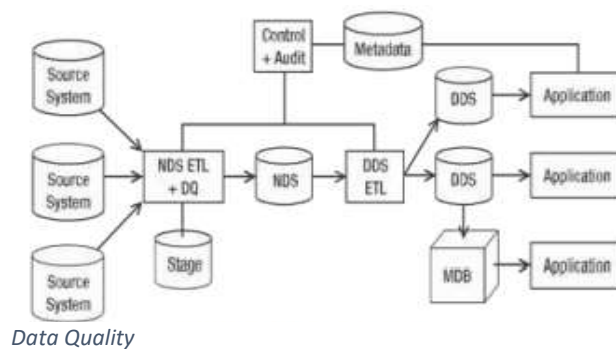 Control
+ Audit
Metadata
Source
System
DDS
Application
Source
System
NDS ETL
+ DQ
NDS
DDS
ETL
DDS
Application
Source
System
Stage
MDB
Application
Data Quality